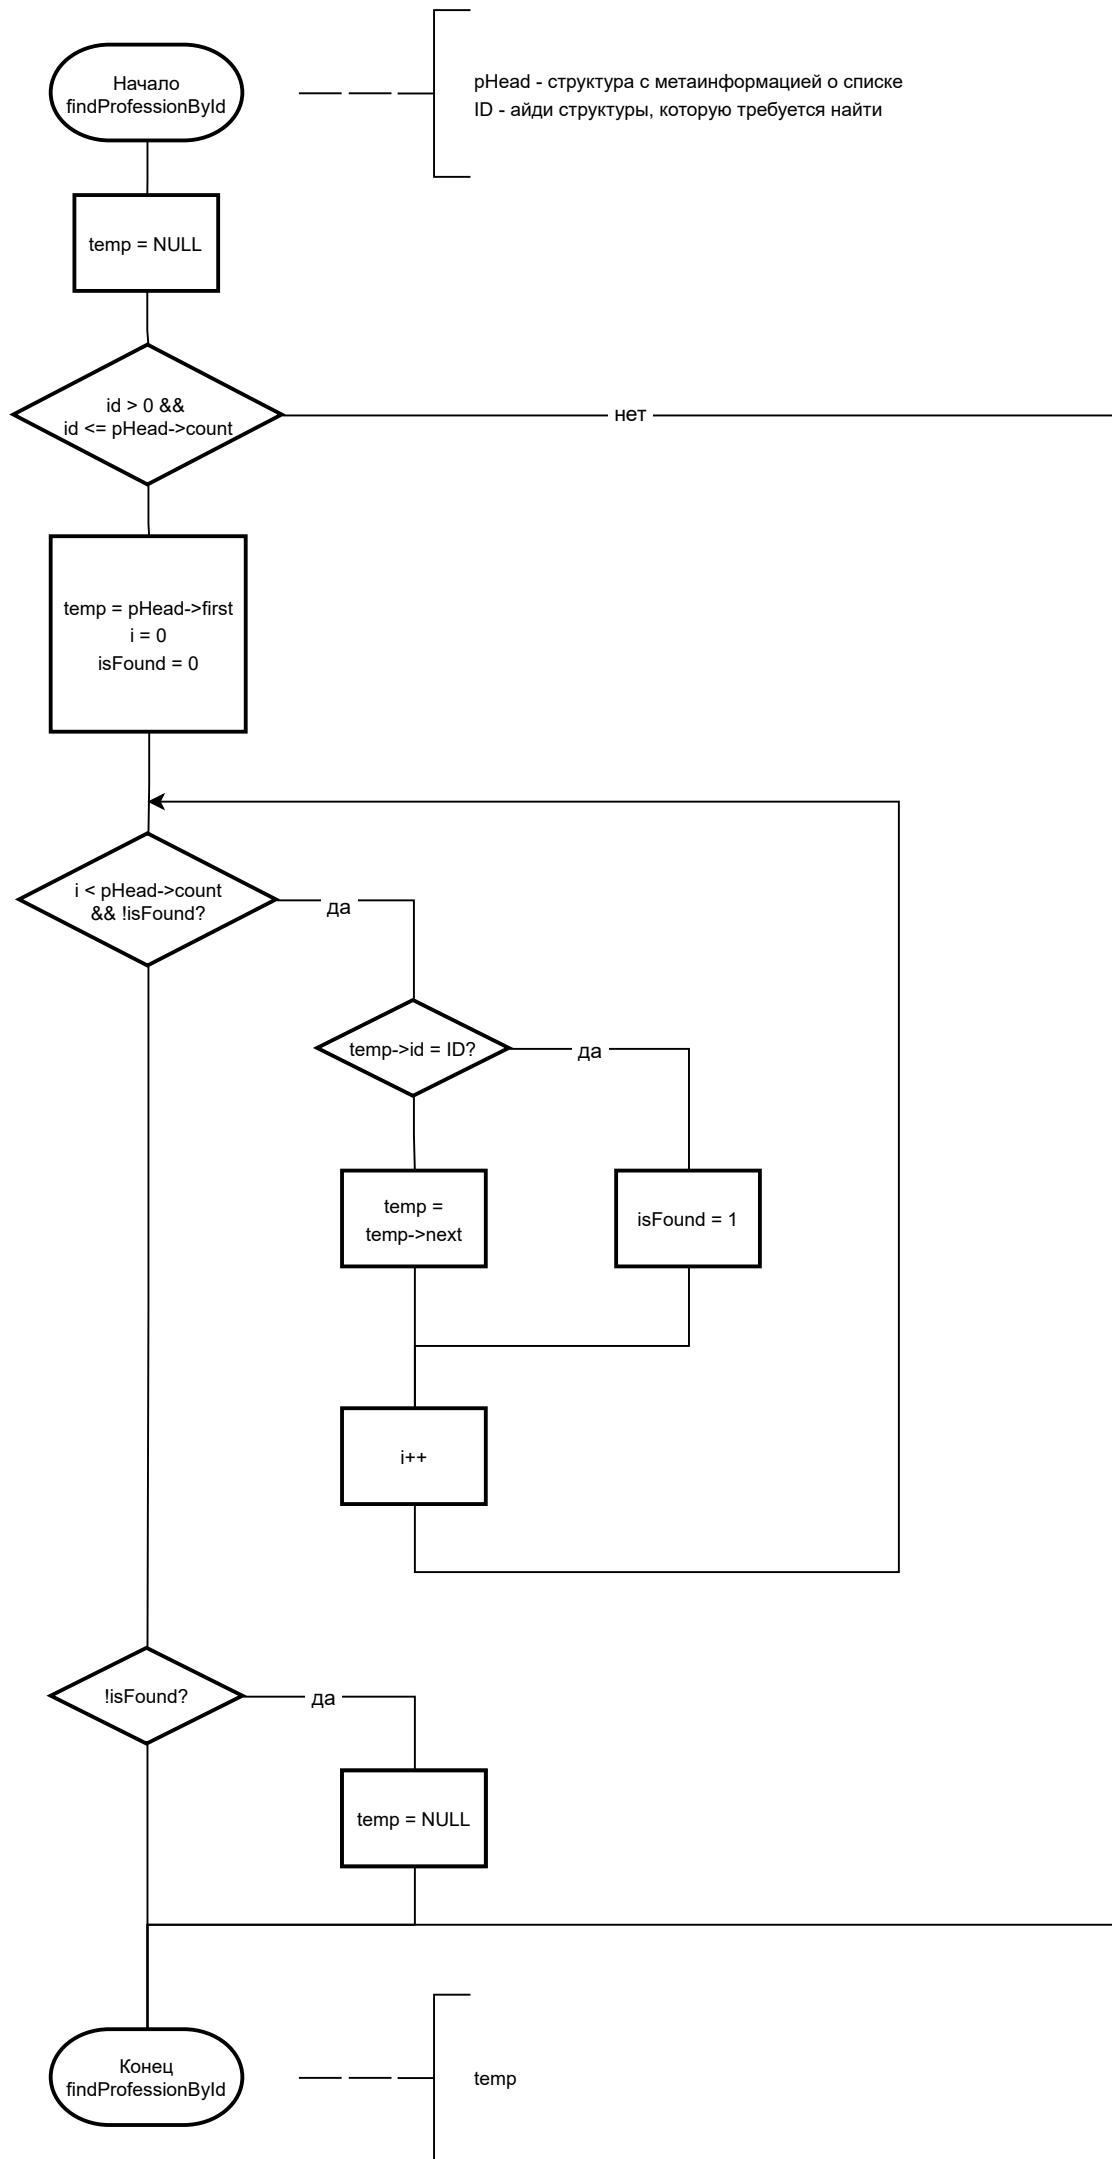 Начало
findProfessionById
pHead - структура с метаинформацией о списке
ID - айди структуры, которую требуется найти
temp = NULL
id > 0 &&
id <= pHead->count
нет
temp = pHead->first
i = 0
isFound = 0
i < pHead->count
&& !isFound?
да
temp->id = ID?
да
temp =
temp->next
isFound = 1
i++
!isFound?
да
temp = NULL
Конец
findProfessionById
temp